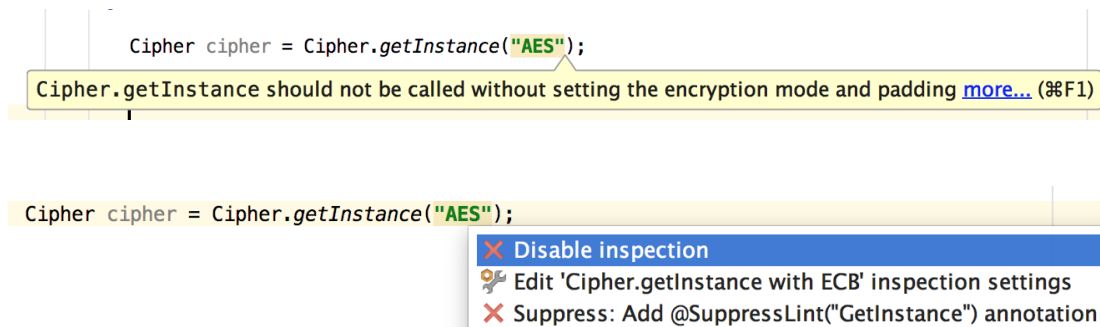 Cipher cipher = Cipher.getInstance("AES");
Cipher.getInstance should not be called without setting the encryption mode and padding more... (⌘F1)
Cipher cipher = Cipher.getInstance("AES");
Disable inspection
Edit 'Cipher.getInstance with ECB' inspection settings
Suppress: Add @SuppressLint("GetInstance") annotation